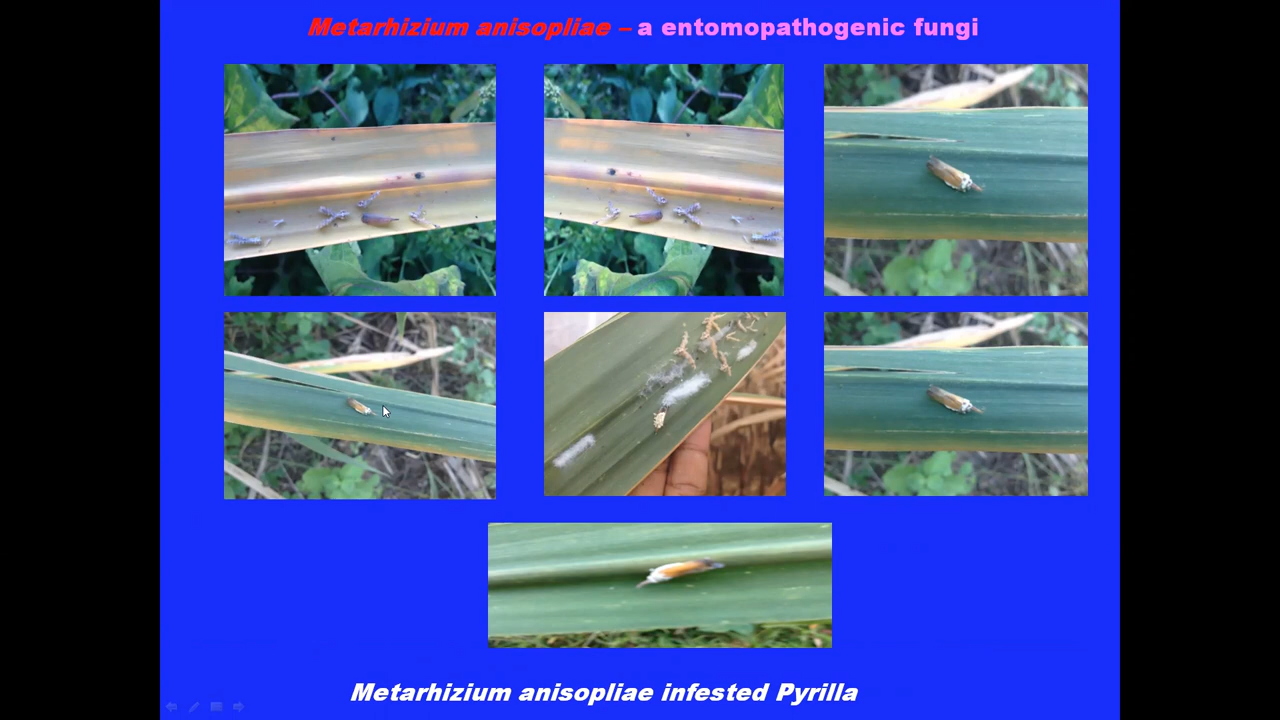 Metarhizium anisopliae – a entomopathogenic fungi
Metarhizium anisopliae infested Pyrilla